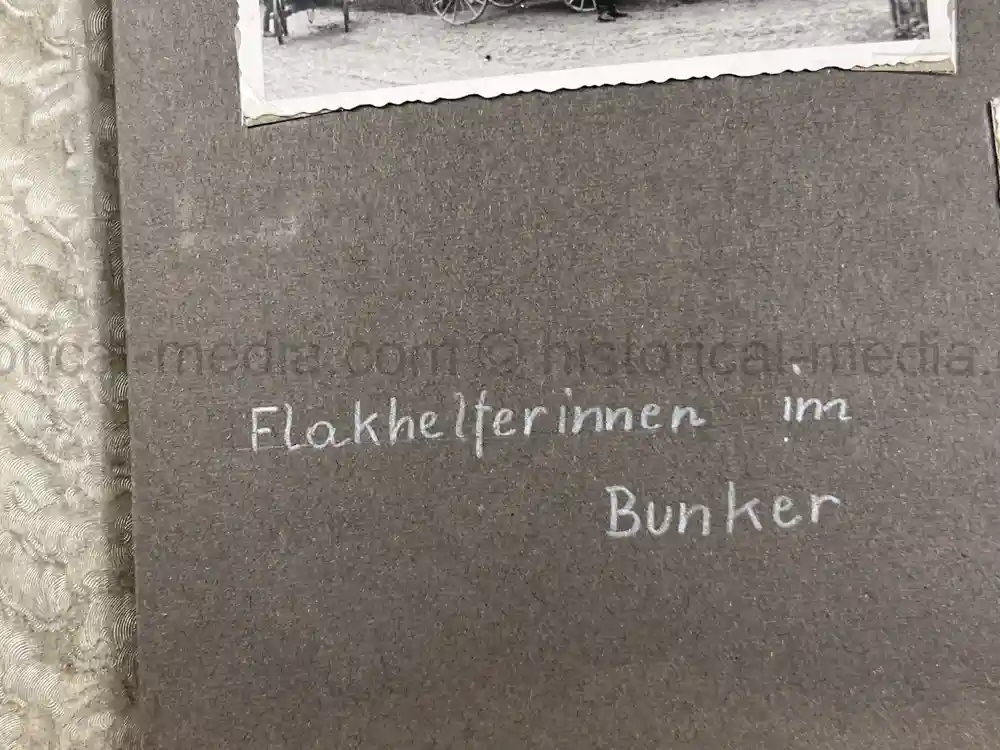 orical-media.com © historical-media.
Flakhelferinnen im
Bunker